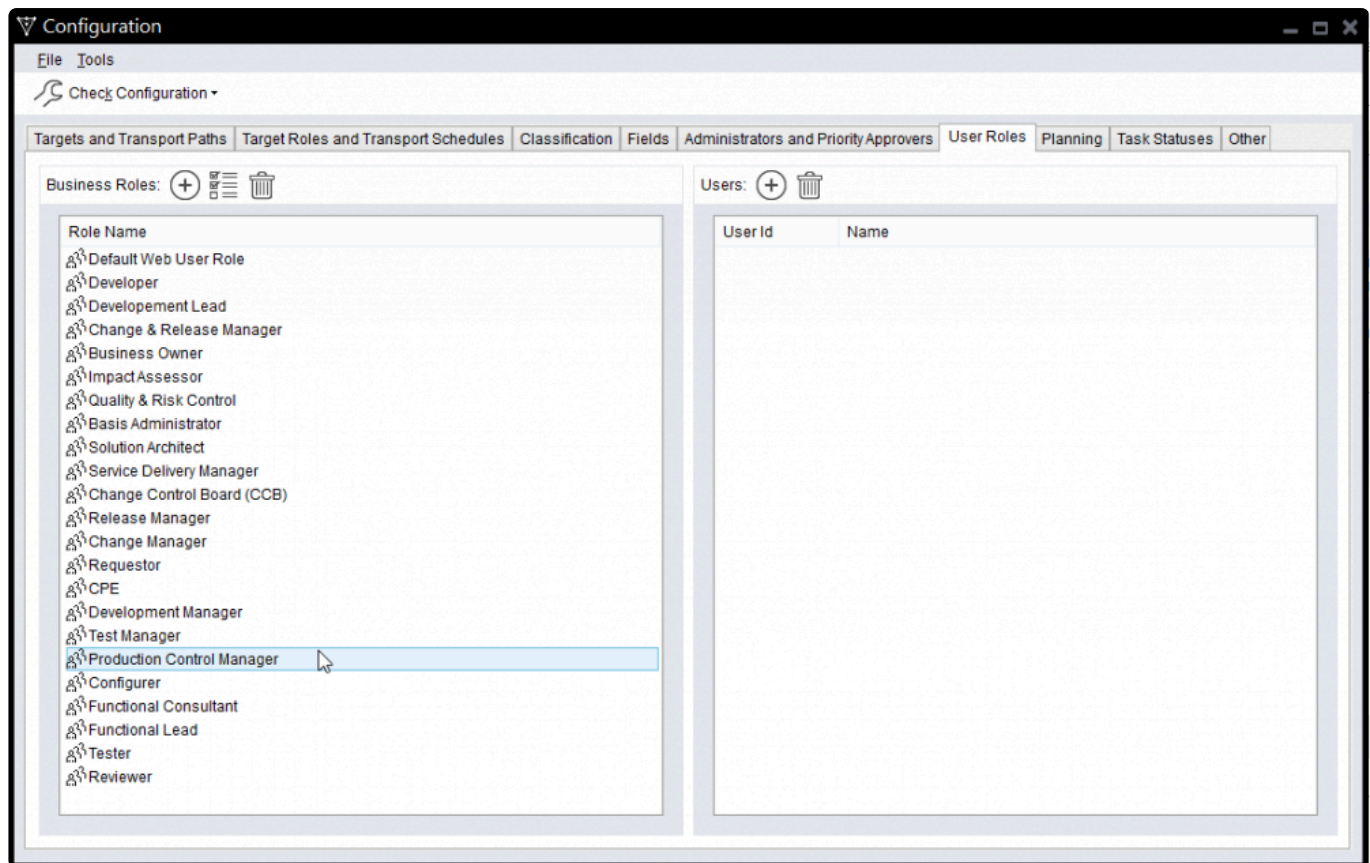 Configuration
File Tools
Check Configuration
Targets and Transport Paths Target Roles and Transport Schedules Classification Fields Administrators and Priority Approvers User Roles Planning Task Statuses Other
Business Roles: Users:
Role Name User Id Name
Default Web User Role
Developer
Developement Lead
Change & Release Manager
Business Owner
Impact Assessor
Quality & Risk Control
Basis Administrator
Solution Architect
Service Delivery Manager
Change Control Board (CCB)
Release Manager
Change Manager
Requestor
CPE
Development Manager
Test Manager
Production Control Manager
Configurer
Functional Consultant
Functional Lead
Tester
Reviewer